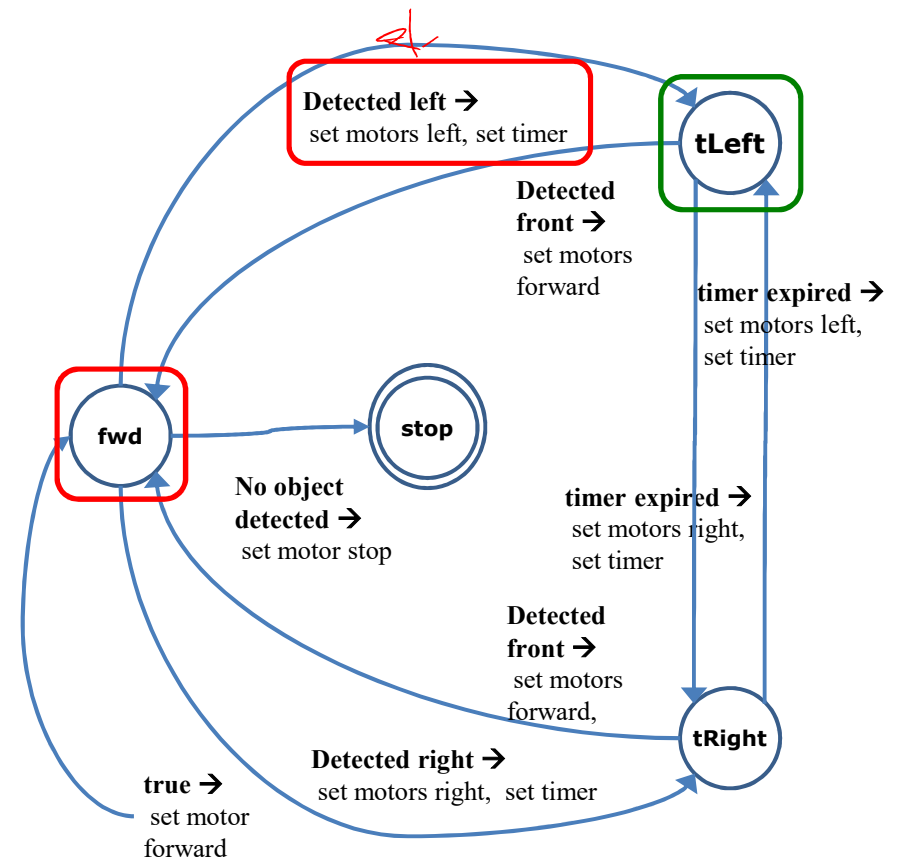 Detected left →
set motors left, set timer
tLeft
Detected
front →
set motors
forward
timer expired →
set motors left,
set timer
fwd
stop
No object
detected →
set motor stop
timer expired →
set motors right,
set timer
Detected
front →
set motors
forward,
tRight
Detected right →
set motors right, set timer
true →
set motor
forward